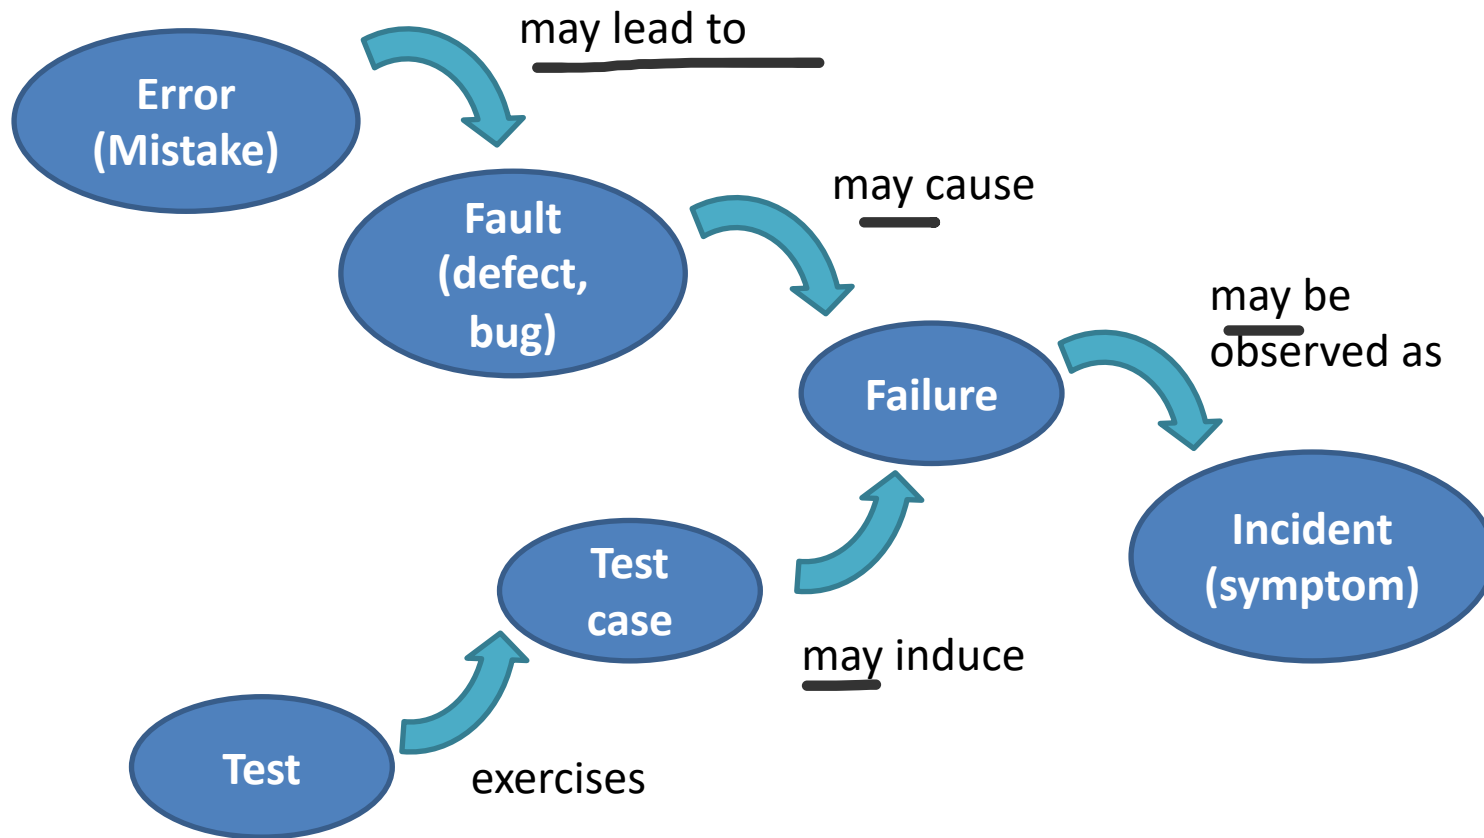 may lead to
Error
(Mistake)
may cause
Fault
(defect,
bug)
may be
observed as
Failure
Incident
(symptom)
Test
case
may induce
Test
exercises